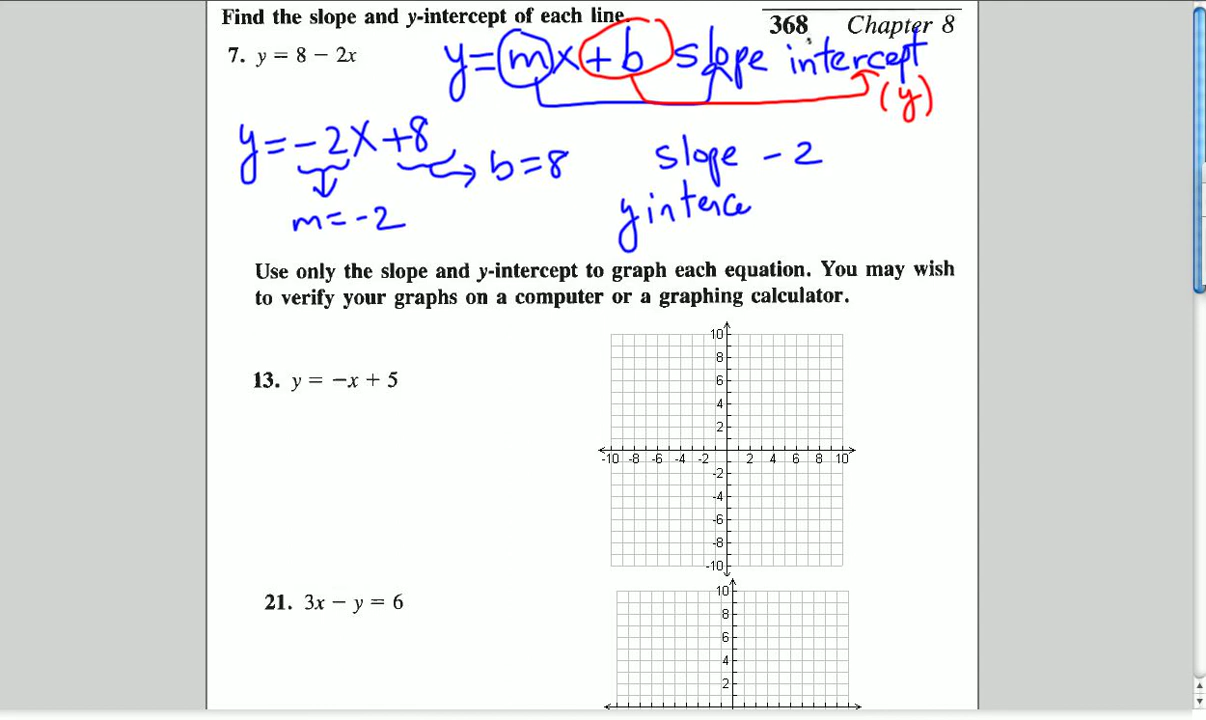 Find the slope and y-intercept of each line.
368 Chapter 8
7. y = 8 − 2x
y=mx+b slope intercept
(y)
y=-2x+8
b=8
m=-2
slope -2
y interce
Use only the slope and y-intercept to graph each equation. You may wish
to verify your graphs on a computer or a graphing calculator.
13. y = −x + 5
10
8
6
4
2
-10 -8 -6 -4 -2 2 4 6 8 10
-2
-4
-6
-8
-10
21. 3x − y = 6
10
8
6
4
2